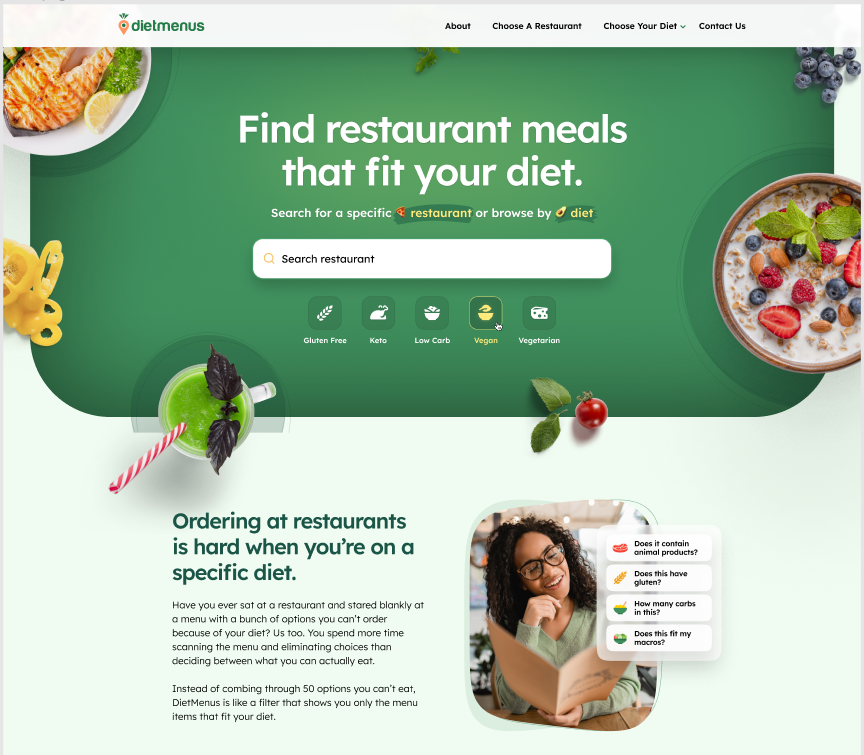 dietmenus
About Choose A Restaurant Choose Your Diet Contact Us
Find restaurant meals
that fit your diet.
Search for a specific restaurant or browse by diet
Search restaurant
Gluten Free Keto Low Carb Vegan Vegetarian
Ordering at restaurants
is hard when you’re on a
specific diet.
Have you ever sat at a restaurant and stared blankly at
a menu with a bunch of options you can’t order
because of your diet? Us too. You spend more time
scanning the menu and eliminating choices than
deciding between what you can actually eat.
Instead of combing through 50 options you can’t eat,
DietMenus is like a filter that shows you only the menu
items that fit your diet.
Does it contain
animal products?
Does this have
gluten?
How many carbs
in this?
Does this fit my
macros?